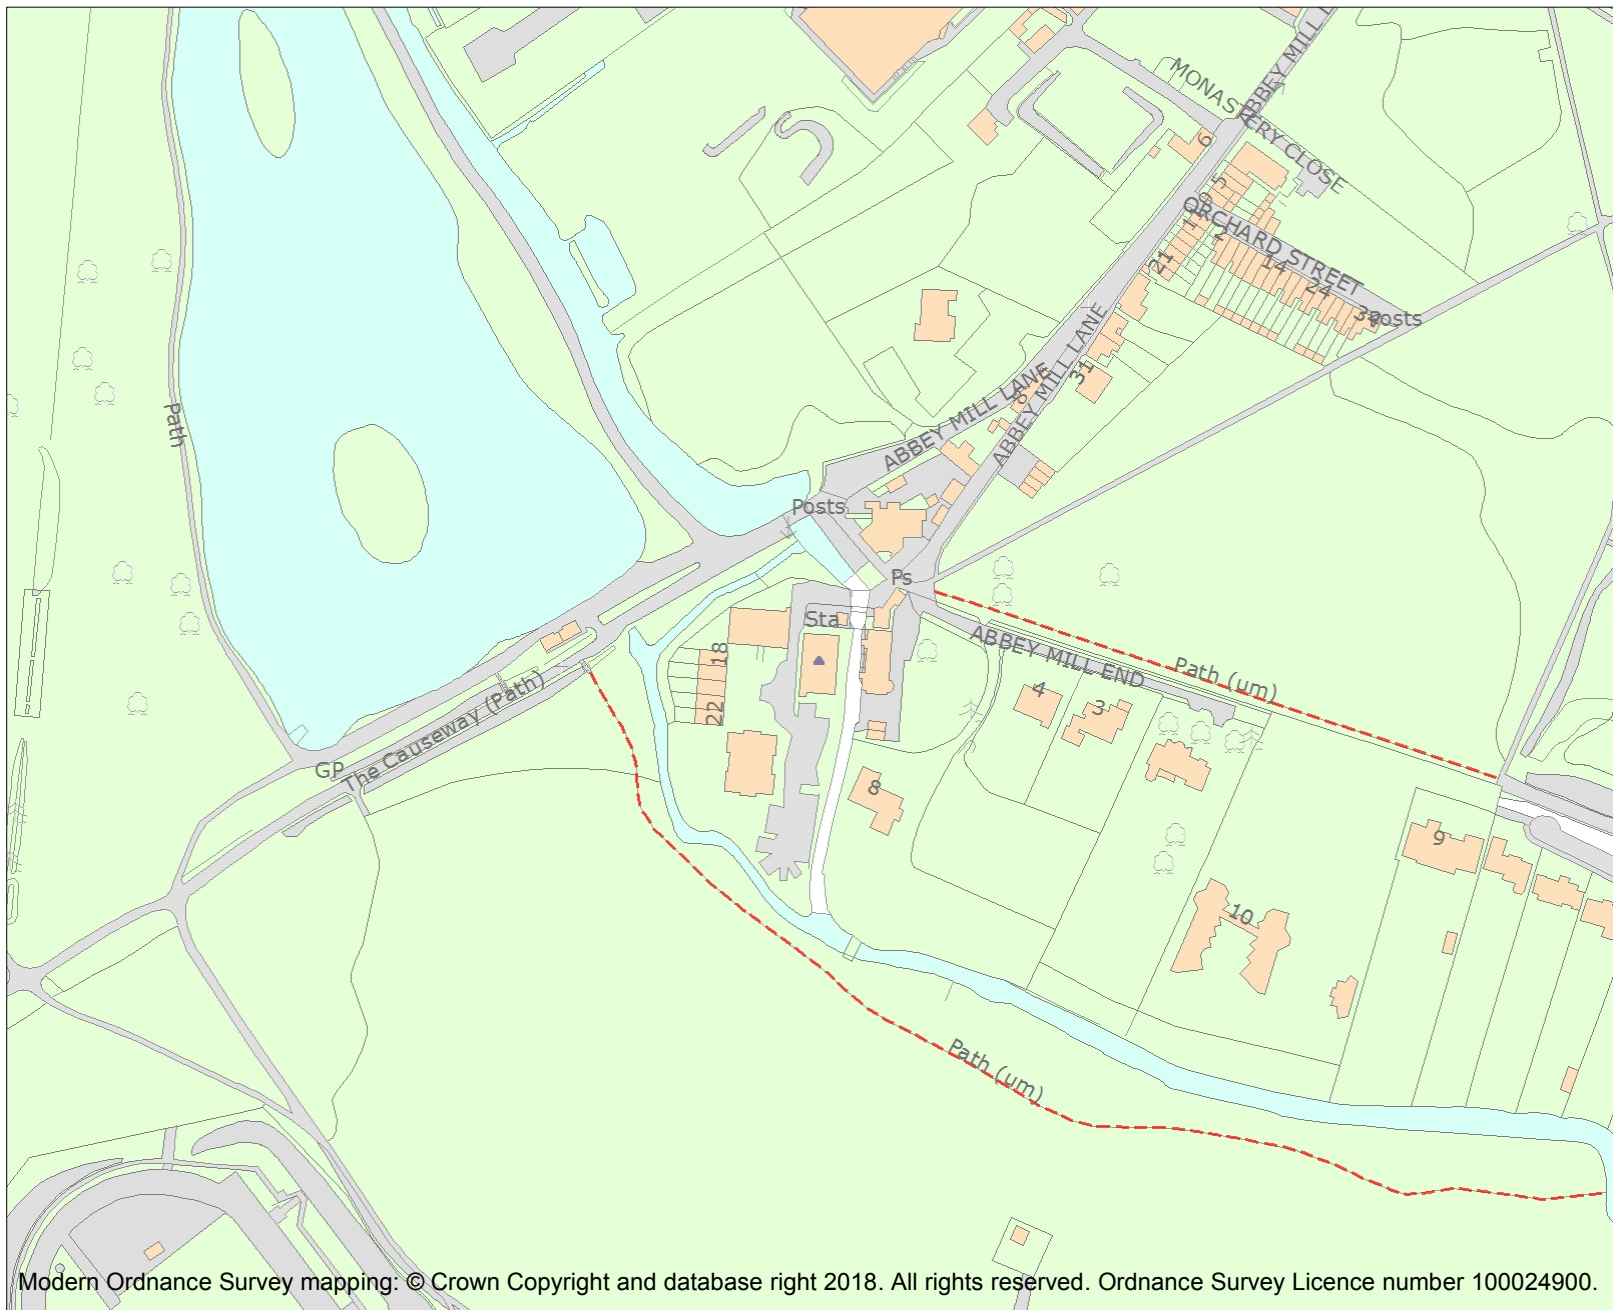 ABBEY MILL L
MONASTERY CLOSE
6
5
9
ORCHARD STREET
2
14
24
21
Posts
ABBEY MILL LANE
31
8
ABBEY MILL LANE
Path
Posts
Ps
Sta
ABBEY MILL END
Path (um)
18
22
4
3
The Causeway (Path)
GP
8
9
10
Path (um)
Modern Ordnance Survey mapping: © Crown Copyright and database right 2018. All rights reserved. Ordnance Survey Licence number 100024900.